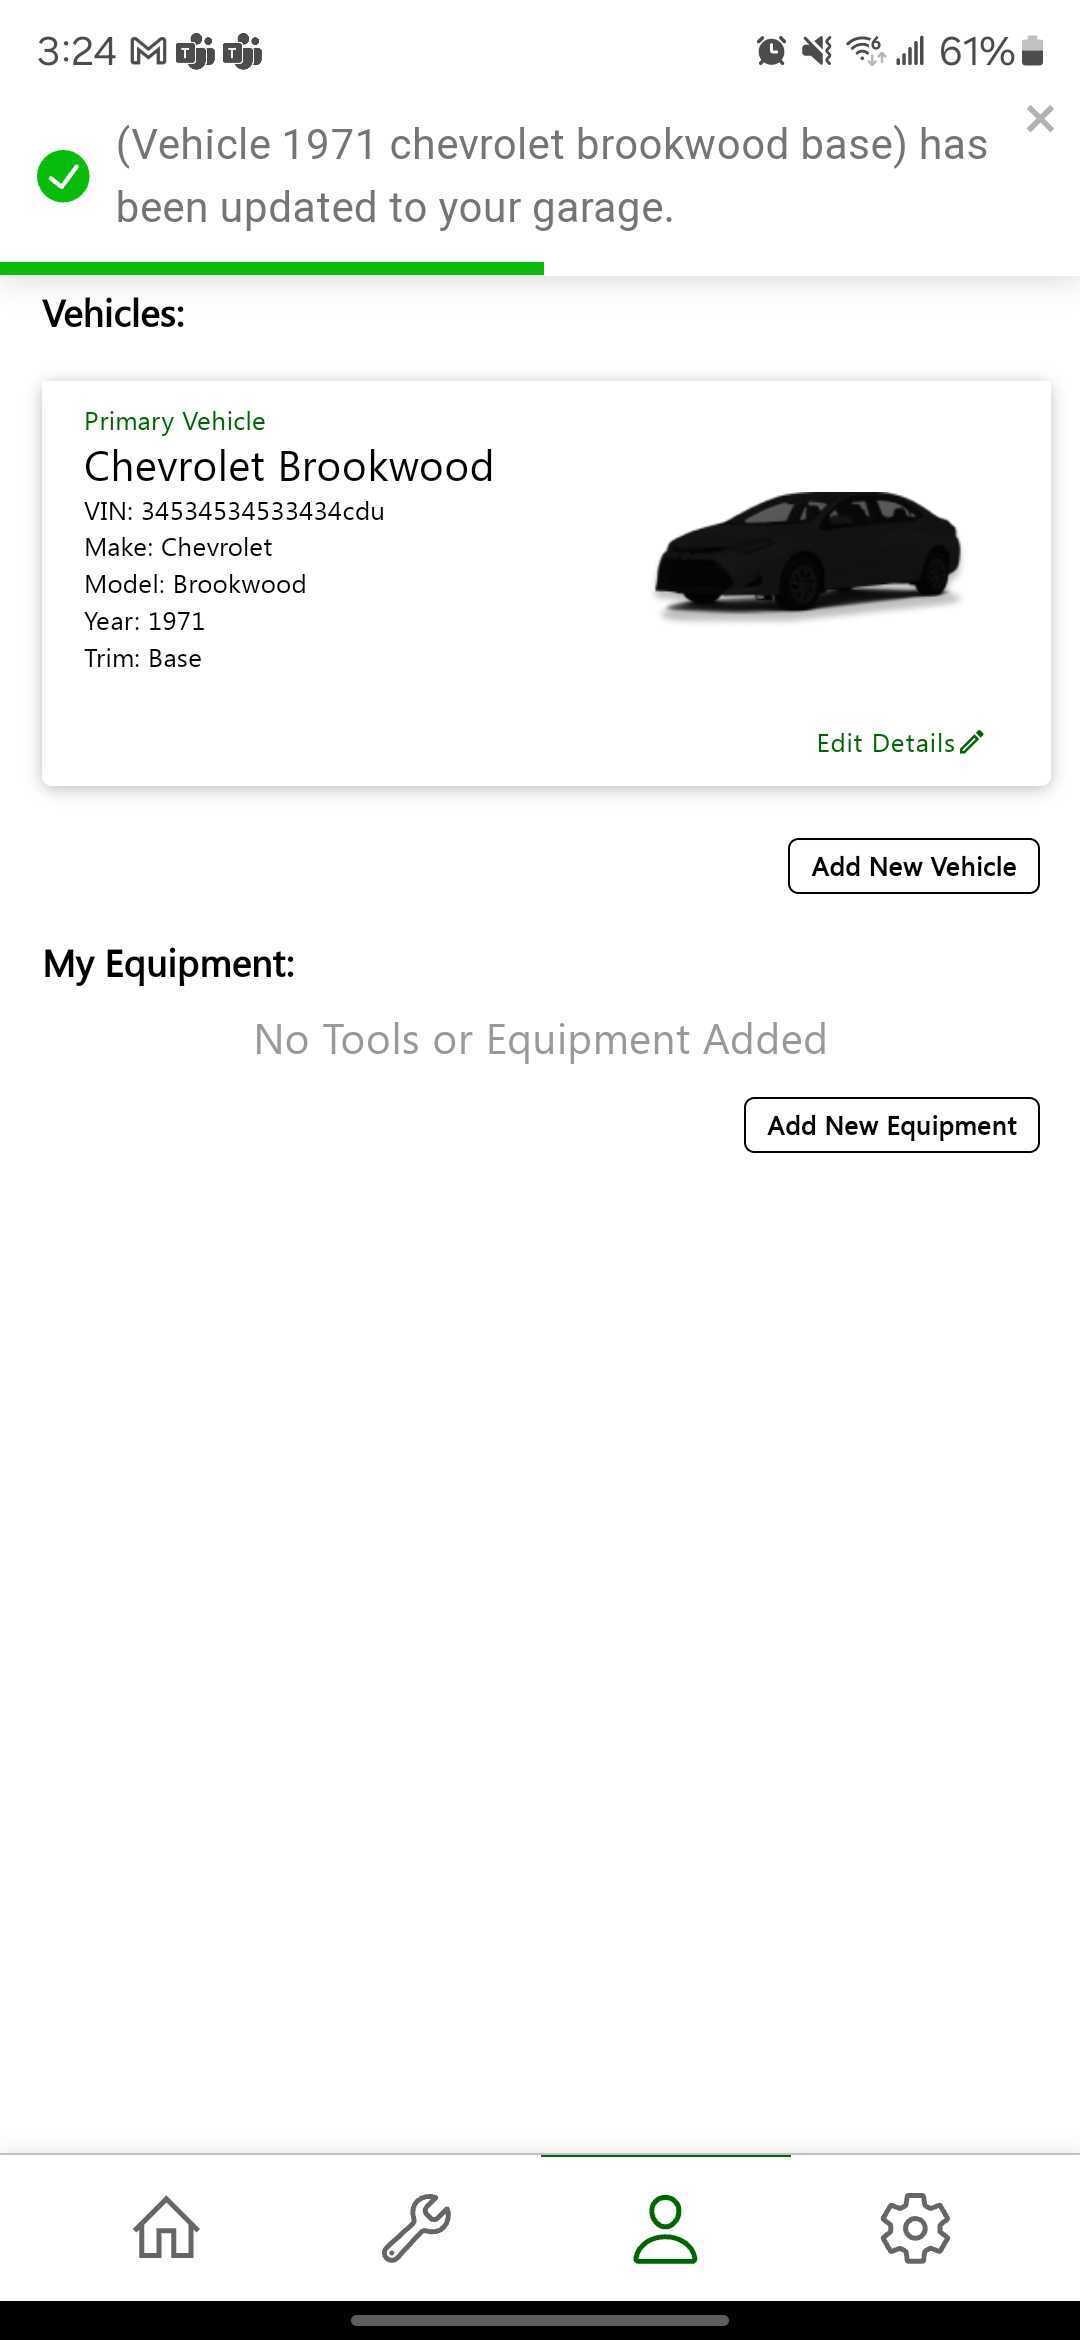 3:24 61%
(Vehicle 1971 chevrolet brookwood base) has
been updated to your garage.
Vehicles:
Primary Vehicle
Chevrolet Brookwood
VIN: 34534534533434cdu
Make: Chevrolet
Model: Brookwood
Year: 1971
Trim: Base
Edit Details
Add New Vehicle
My Equipment:
No Tools or Equipment Added
Add New Equipment